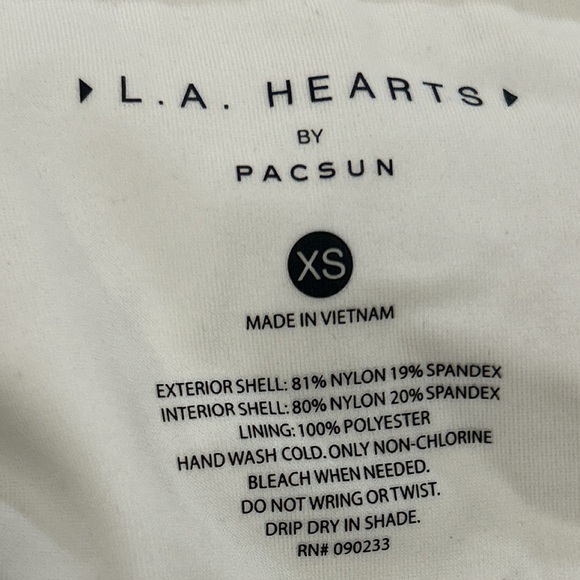 L.A. HEARTS
BY
PACSUN
XS
MADE IN VIETNAM
EXTERIOR SHELL: 81% NYLON 19% SPANDEX
INTERIOR SHELL: 80% NYLON 20% SPANDEX
LINING: 100% POLYESTER
HAND WASH COLD. ONLY NON-CHLORINE
BLEACH WHEN NEEDED.
DO NOT WRING OR TWIST.
DRIP DRY IN SHADE.
RN# 090233